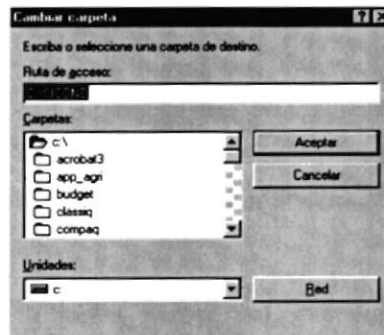 Cambiar carpeta
Escriba o seleccione una carpeta de destino.
Ruta de acceso:
Carpetas:
c:\
acrobat3
app_agri
budget
classiq
compaq
Aceptar
Cancelar
Unidades:
c
Red